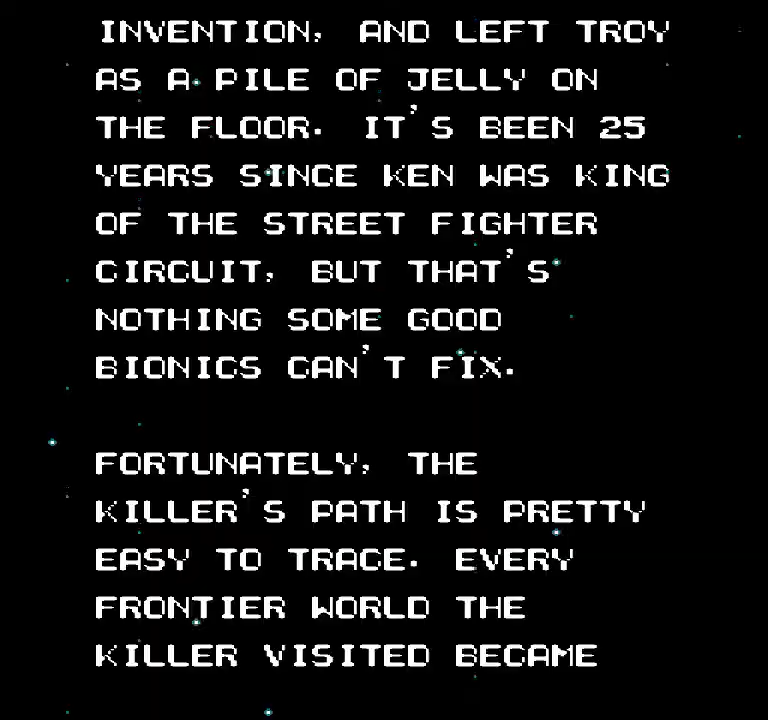 INVENTION, AND LEFT TROY
AS A PILE OF JELLY ON
THE FLOOR. IT'S BEEN 25
YEARS SINCE KEN WAS KING
OF THE STREET FIGHTER
CIRCUIT, BUT THAT'S
NOTHING SOME GOOD
BIONICS CAN'T FIX.
FORTUNATELY, THE
KILLER'S PATH IS PRETTY
EASY TO TRACE. EVERY
FRONTIER WORLD THE
KILLER VISITED BECAME